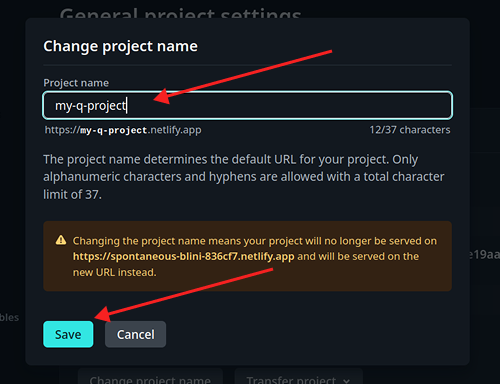 General project settings
Change project name
Project name
my-q-project
https://my-q-project.netlify.app 12/37 characters
The project name determines the default URL for your project. Only
alphanumeric characters and hyphens are allowed with a total character
limit of 37.
Changing the project name means your project will no longer be served on
https://spontaneous-blini-836cf7.netlify.app and will be served on the
new URL instead.
e19aa
bles
Save Cancel
Change project name Transfer project